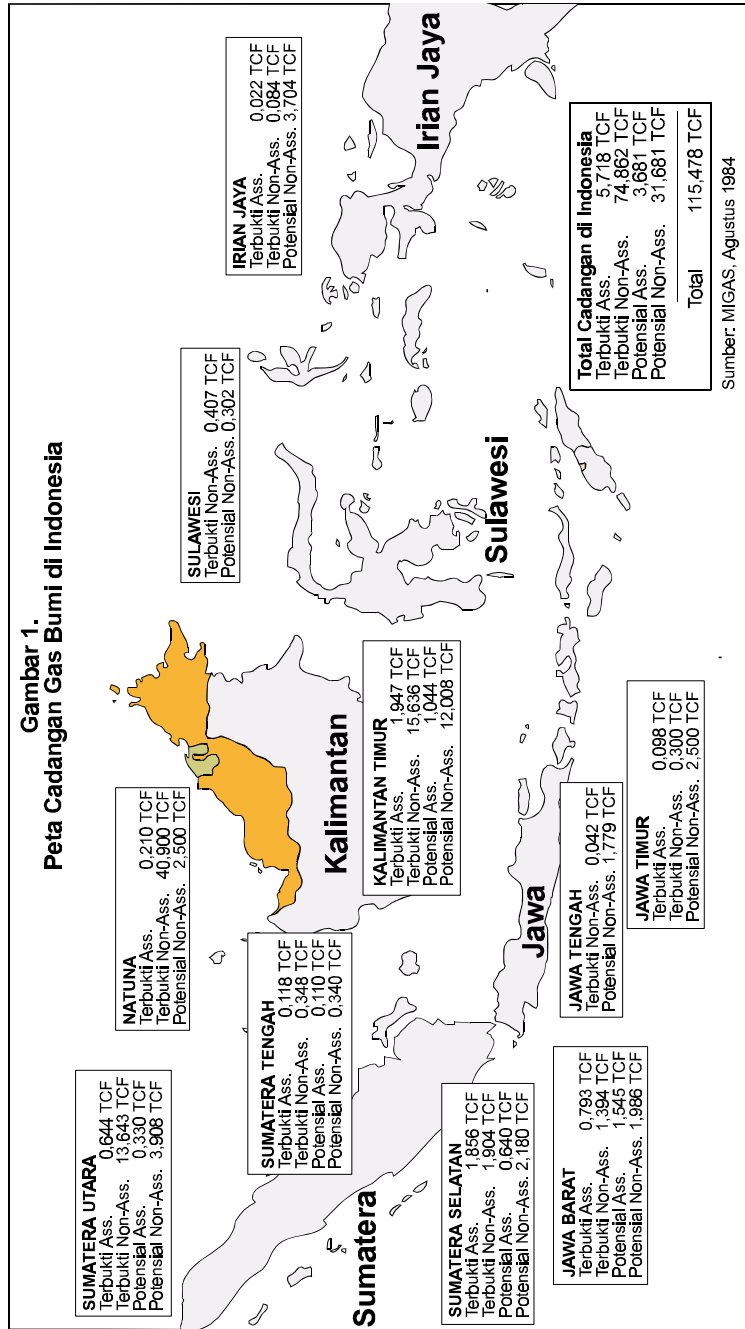 Gambar 1.
Peta Cadangan Gas Bumi di Indonesia
SUMATERA UTARA
Terbukti Ass. 0,644 TCF
Terbukti Non-Ass. 13,643 TCF
Potensial Ass. 0,330 TCF
Potensial Non-Ass. 3,908 TCF
NATUNA
Terbukti Ass. 0,210 TCF
Terbukti Non-Ass. 40,900 TCF
Potensial Non-Ass. 2,500 TCF
SULAWESI
Terbukti Non-Ass. 0,407 TCF
Potensial Non-Ass. 0,302 TCF
IRIAN JAYA
Terbukti Ass. 0,022 TCF
Terbukti Non-Ass. 0,084 TCF
Potensial Non-Ass. 3,704 TCF
SUMATERA TENGAH
Terbukti Ass. 0,118 TCF
Terbukti Non-Ass. 0,348 TCF
Potensial Ass. 0,110 TCF
Potensial Non-Ass. 0,340 TCF
Kalimantan
KALIMANTAN TIMUR
Terbukti Ass. 1,947 TCF
Terbukti Non-Ass. 15,636 TCF
Potensial Ass. 1,044 TCF
Potensial Non-Ass. 12,008 TCF
Irian Jaya
Sumatera
Sulawesi
SUMATERA SELATAN
Terbukti Ass. 1,856 TCF
Terbukti Non-Ass. 1,904 TCF
Potensial Ass. 0,640 TCF
Potensial Non-Ass. 2,180 TCF
Jawa
JAWA BARAT
Terbukti Ass. 0,793 TCF
Terbukti Non-Ass. 1,394 TCF
Potensial Ass. 1,545 TCF
Potensial Non-Ass. 1,986 TCF
JAWA TENGAH
Terbukti Non-Ass. 0,042 TCF
Potensial Non-Ass. 1,779 TCF
JAWA TIMUR
Terbukti Ass. 0,098 TCF
Terbukti Non-Ass. 0,300 TCF
Potensial Non-Ass. 2,500 TCF
Total Cadangan di Indonesia
Terbukti Ass. 5,718 TCF
Terbukti Non-Ass. 74,862 TCF
Potensial Ass. 3,681 TCF
Potensial Non-Ass. 31,681 TCF
Total 115,478 TCF
Sumber: MIGAS, Agustus 1984